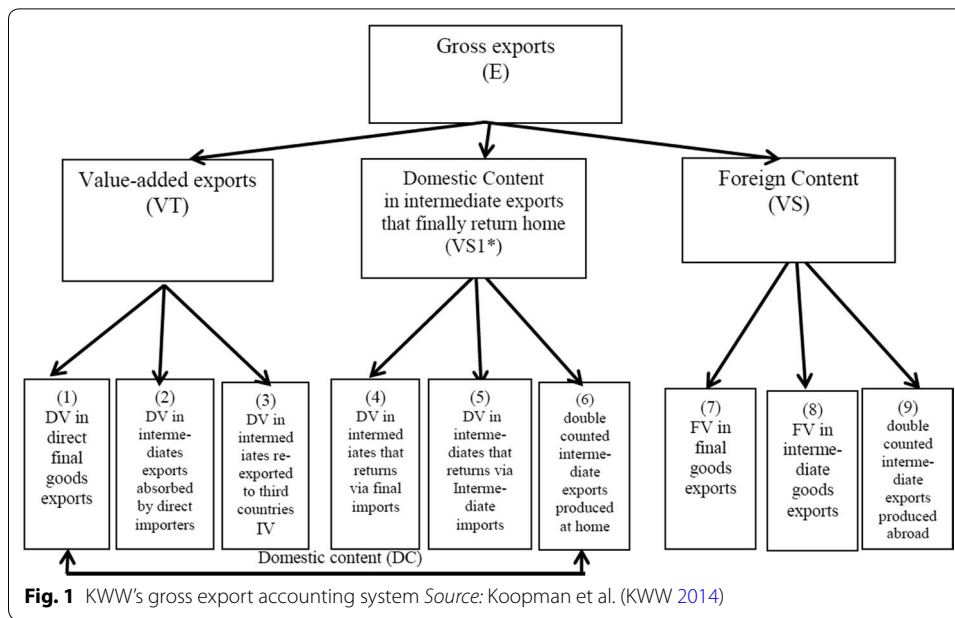 Gross exports
(E)
Value-added exports
(VT)
Domestic Content
in intermediate exports
that finally return home
(VS1*)
Foreign Content
(VS)
(1)
DV in
direct
final
goods
exports
(2)
DV in
interme-
diates
exports
absorbed
by direct
importers
(3)
DV in
intermed
iates re-
exported
to third
countries
IV
(4)
DV in
intermed
iates that
returns
via final
imports
(5)
DV in
interme-
diates that
returns via
Interme-
diate
imports
(6)
double
counted
interme-
diate
exports
produced
at home
(7)
FV in
final
goods
exports
(8)
FV in
interme-
diate
goods
exports
(9)
double
counted
interme-
diate
exports
produced
abroad
Domestic content (DC)
Fig. 1 KWW's gross export accounting system Source: Koopman et al. (KWW 2014)